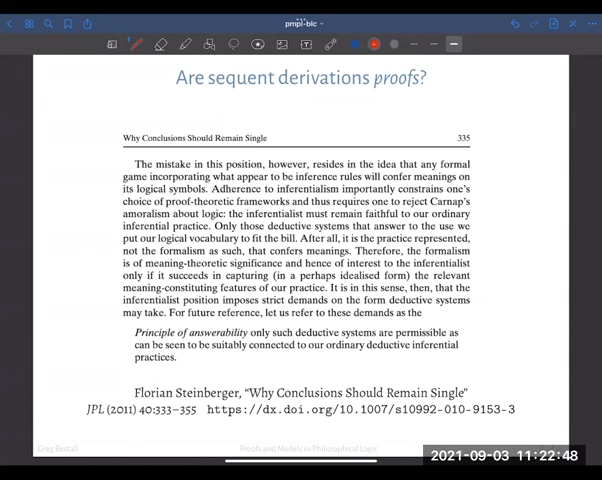 pmpl-blc
Are sequent derivations proofs?
Why Conclusions Should Remain Single 335
The mistake in this position, however, resides in the idea that any formal
game incorporating what appear to be inference rules will confer meanings on
its logical symbols. Adherence to inferentialism importantly constrains one's
choice of proof-theoretic frameworks and thus requires one to reject Carnap's
amoralism about logic: the inferentialist must remain faithful to our ordinary
inferential practice. Only those deductive systems that answer to the use we
put our logical vocabulary to fit the bill. After all, it is the practice represented,
not the formalism as such, that confers meanings. Therefore, the formalism
is of meaning-theoretic significance and hence of interest to the inferentialist
only if it succeeds in capturing (in a perhaps idealised form) the relevant
meaning-constituting features of our practice. It is in this sense, then, that the
inferentialist position imposes strict demands on the form deductive systems
may take. For future reference, let us refer to these demands as the
Principle of answerability only such deductive systems are permissible as
can be seen to be suitably connected to our ordinary deductive inferential
practices.
Florian Steinberger, "Why Conclusions Should Remain Single"
JPL (2011) 40:333–355 https://dx.doi.org/10.1007/s10992-010-9153-3
Greg Restall Proofs and Models in Philosophical Logic
2021-09-03 11:22:48